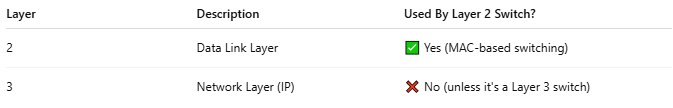 Layer Description Used By Layer 2 Switch?
2 Data Link Layer ✅ Yes (MAC-based switching)
3 Network Layer (IP) ❌ No (unless it's a Layer 3 switch)